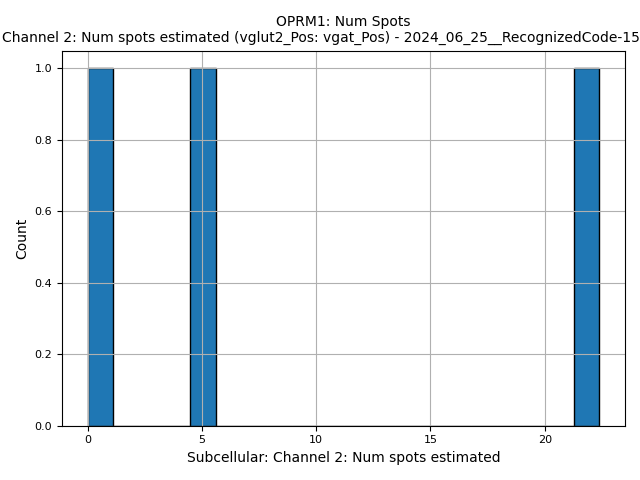 OPRM1: Num Spots
Channel 2: Num spots estimated (vglut2_Pos: vgat_Pos) - 2024_06_25__RecognizedCode-15
1.0
0.8
0.6
0.4
0.2
0.0
Count
0 5 10 15 20
Subcellular: Channel 2: Num spots estimated